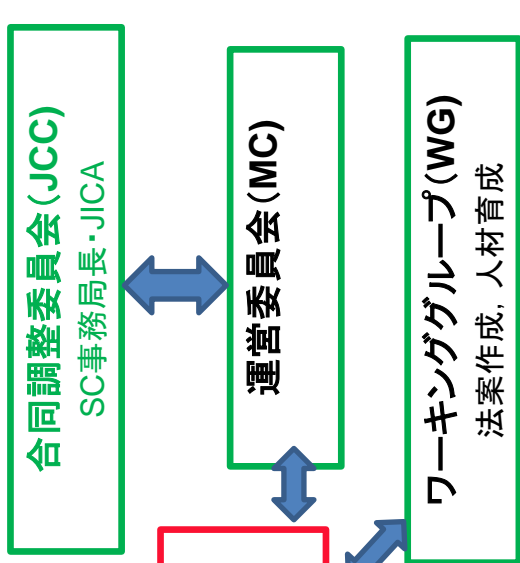 合同調整委員会(JCC)
SC事務局長・JICA
運営委員会(MC)
ワーキンググループ(WG)
法案作成，人材育成